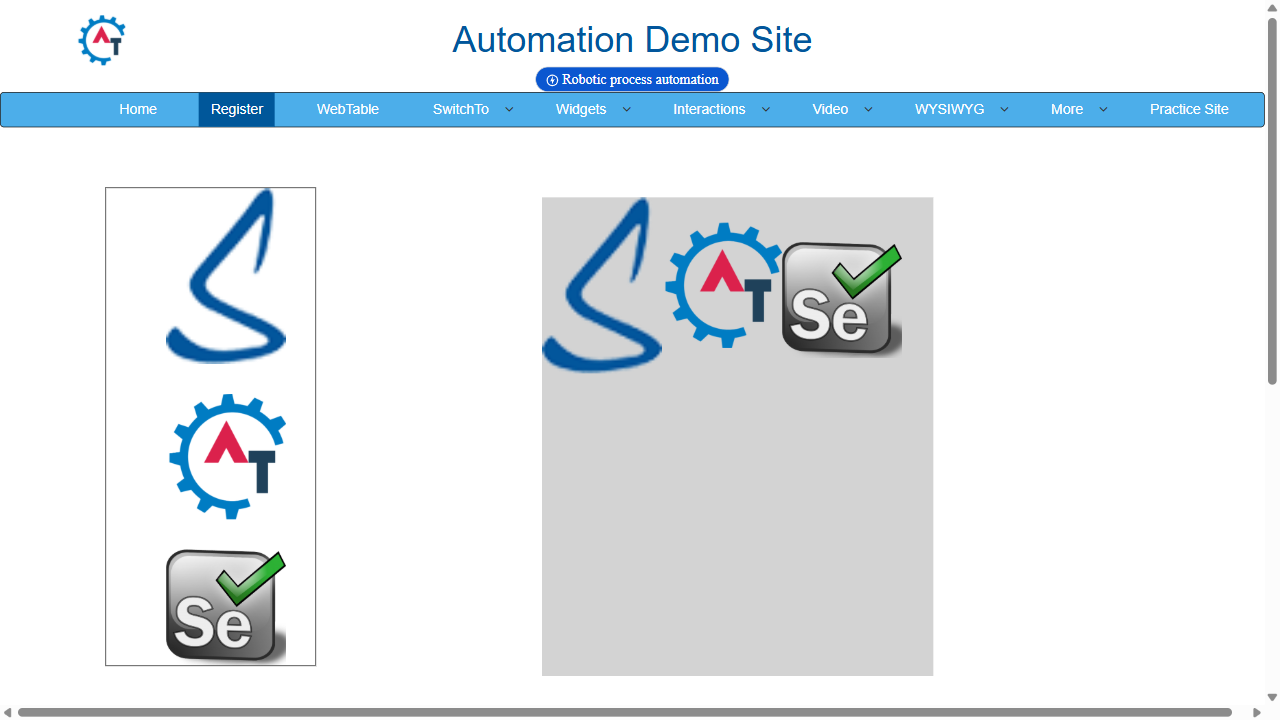 AT
Automation Demo Site
Robotic process automation
Home Register WebTable SwitchTo Widgets Interactions Video WYSIWYG More Practice Site
S
AT
Se
S AT Se